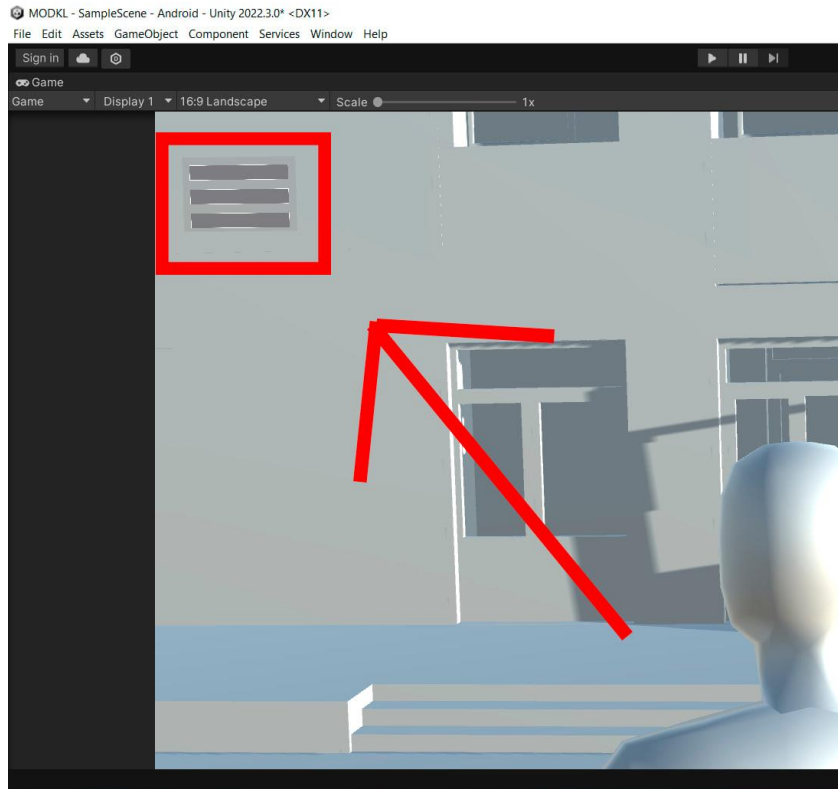 MODKL - SampleScene - Android - Unity 2022.3.0* <DX11>
File Edit Assets GameObject Component Services Window Help
Sign in
Game
Game Display 1 16:9 Landscape Scale 1x